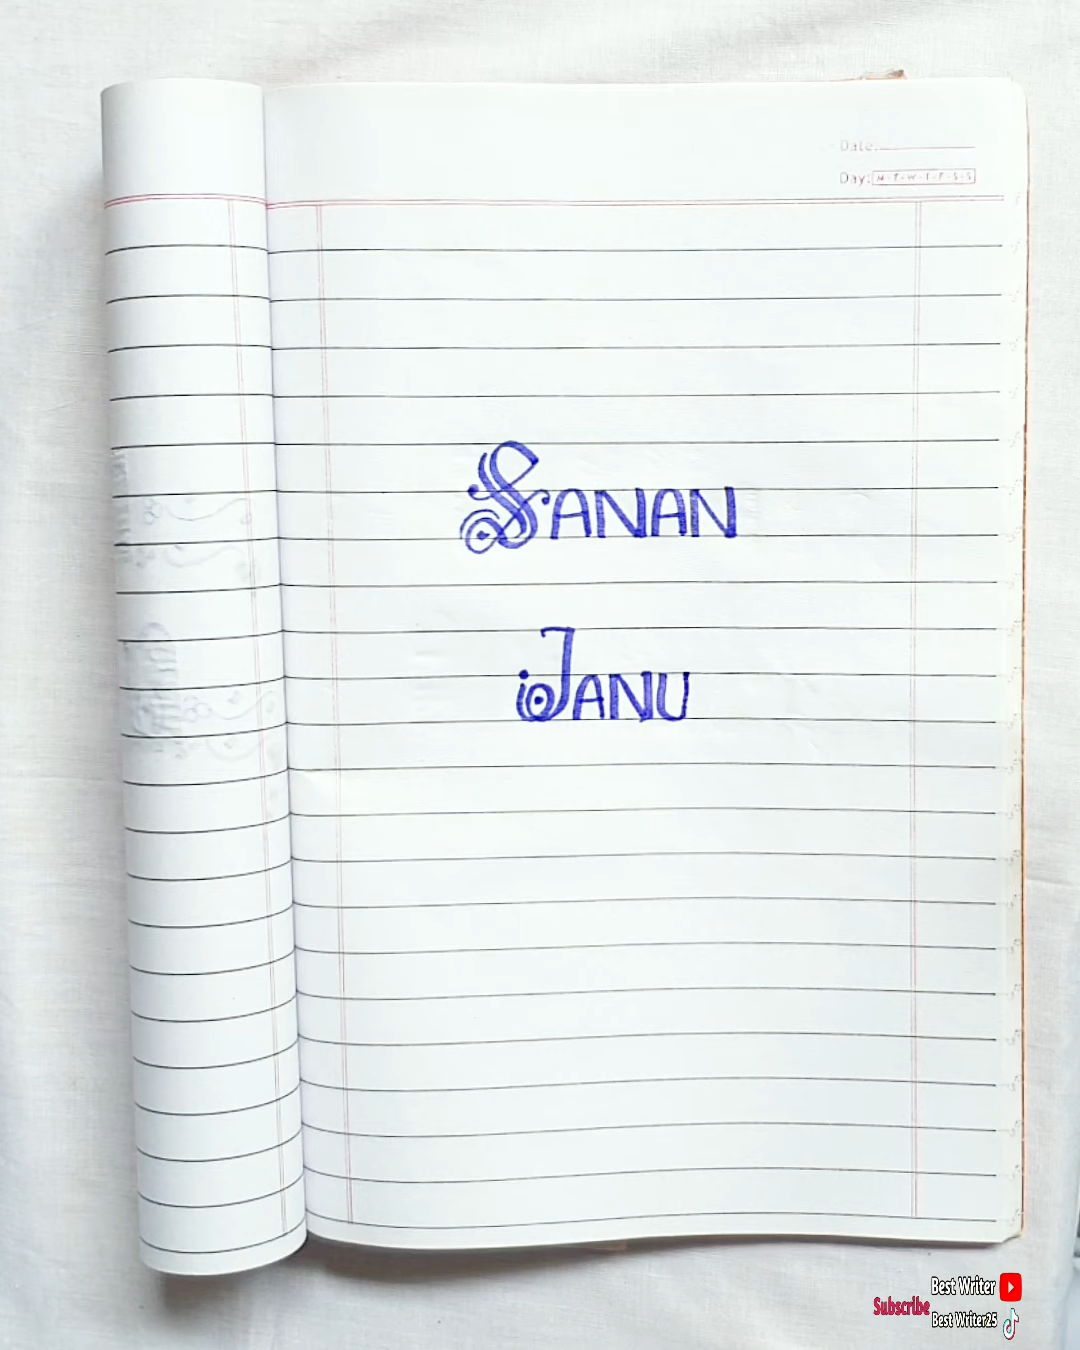 Date:
Day: M-T-W-T-F-S-S
SANAN
JANU
Best Writer
Subscribe
Best Writer25